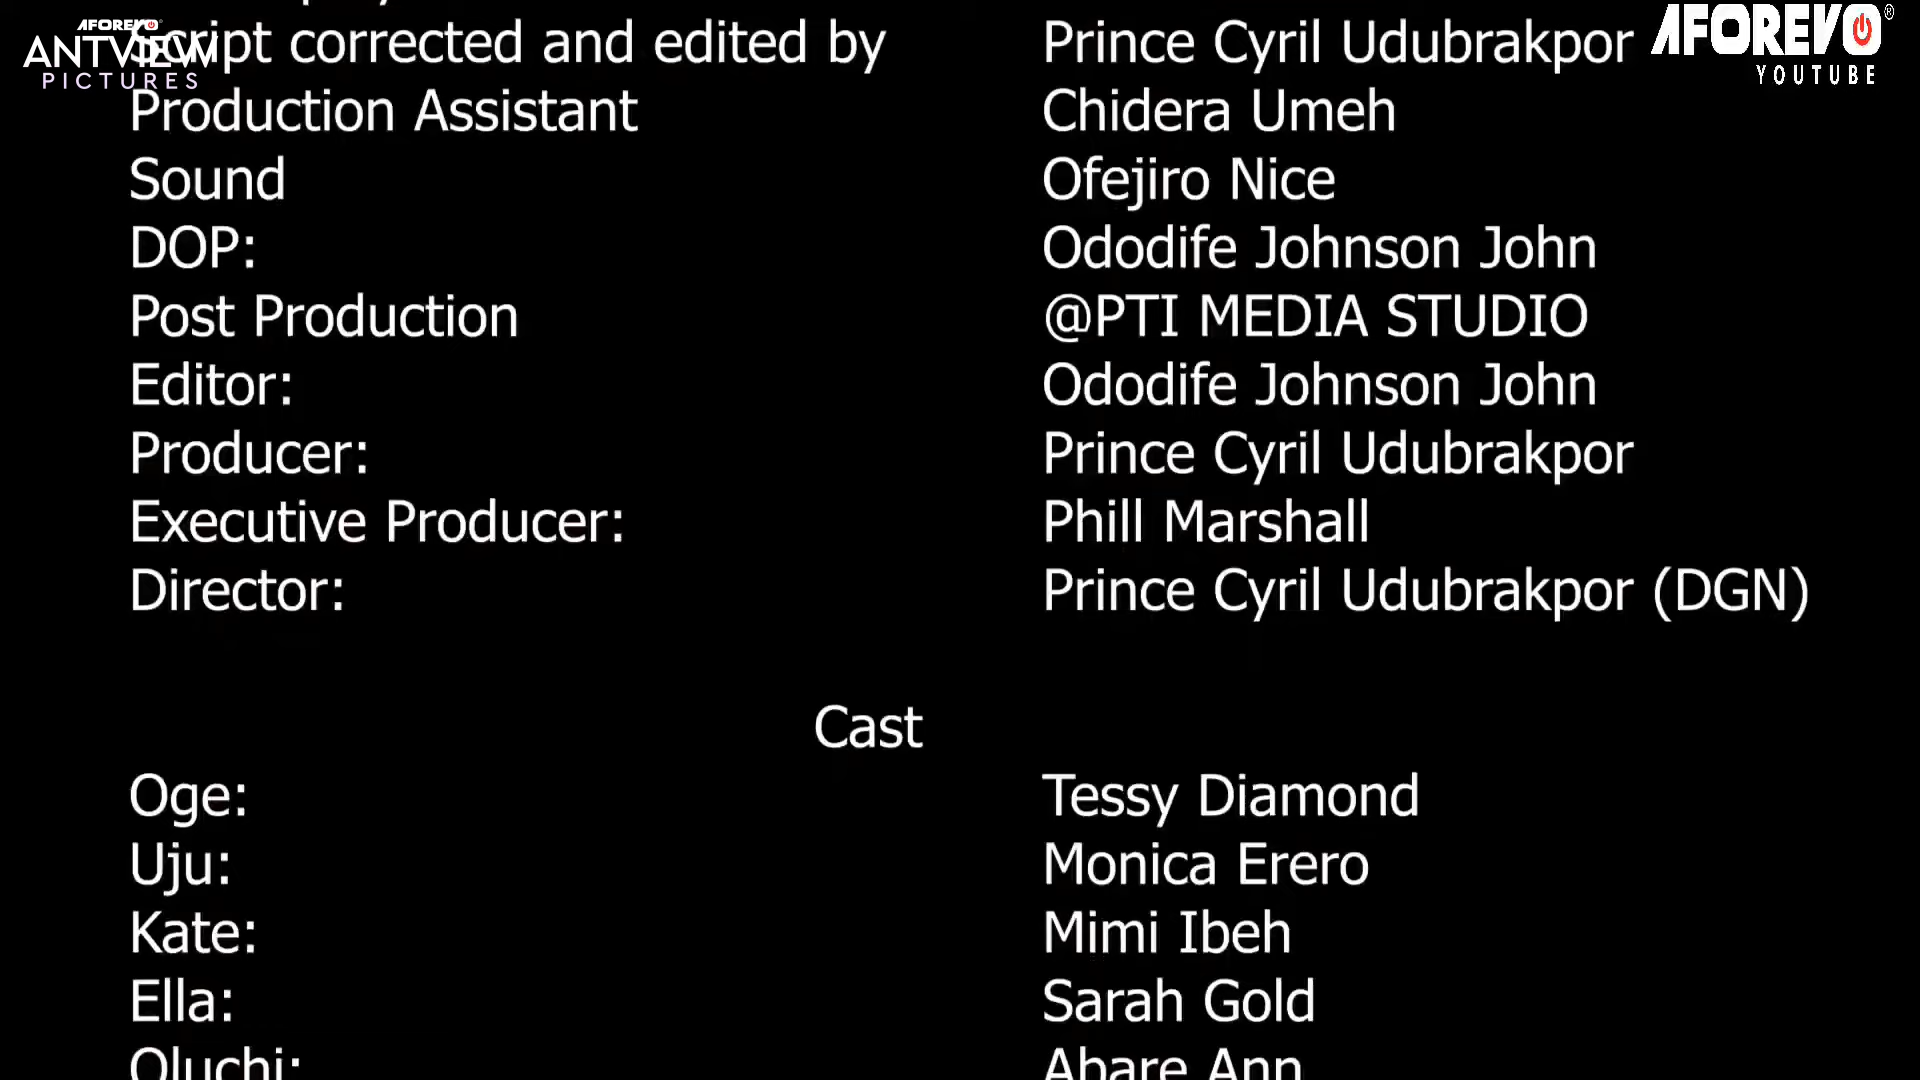 AFOREVO
ANTVIEW
PICTURES
AFOREVO®
YOUTUBE
Script corrected and edited by Prince Cyril Udubrakpor
Production Assistant Chidera Umeh
Sound Ofejiro Nice
DOP: Ododife Johnson John
Post Production @PTI MEDIA STUDIO
Editor: Ododife Johnson John
Producer: Prince Cyril Udubrakpor
Executive Producer: Phill Marshall
Director: Prince Cyril Udubrakpor (DGN)
Cast
Oge: Tessy Diamond
Uju: Monica Erero
Kate: Mimi Ibeh
Ella: Sarah Gold
Oluchi: Abare Ann